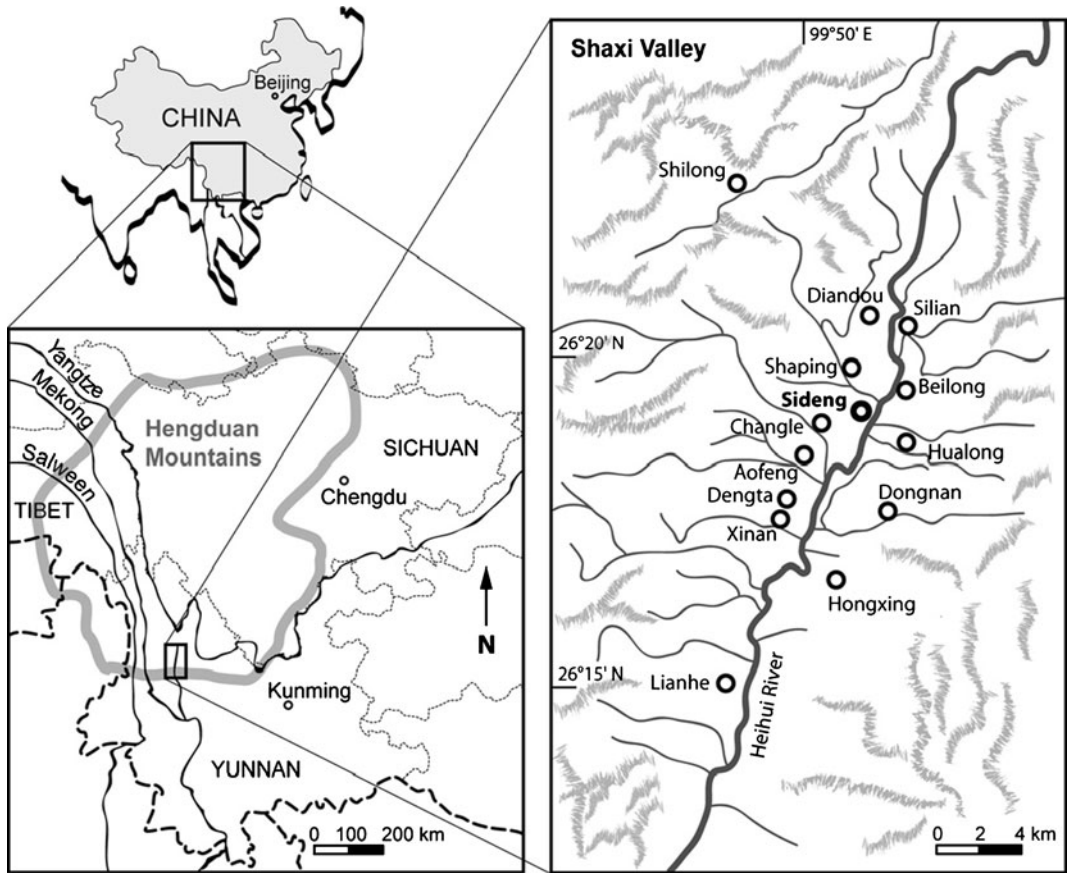 Beijing
CHINA
Yangtze
Mekong
Salween
TIBET
Hengduan
Mountains
SICHUAN
Chengdu
N
Kunming
YUNNAN
0 100 200 km
99°50' E
Shaxi Valley
Shilong
Diandou
Silian
26°20' N
Shaping
Beilong
Sideng
Changle
Hualong
Aofeng
Dengta
Dongnan
Xinan
Hongxing
26°15' N
Lianhe
Heihui River
0 2 4 km